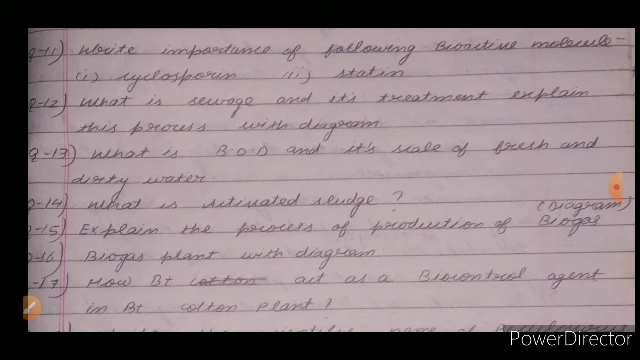 Q-11) Write importance of following Bioactive molecule-
(i) cyclosporin (ii) statin
Q-12) What is sewage and it's treatment explain
this process with diagram
Q-13) What is B.O.D and it's scale of fresh and
dirty water
Q-14) What is activated sludge?
(Diagram)
Q-15) Explain the process of production of Biogas
Q-16) Biogas plant with diagram
-17) How Bt cotton act as a Biocontrol agent
in Bt cotton plant?
name of
PowerDirector